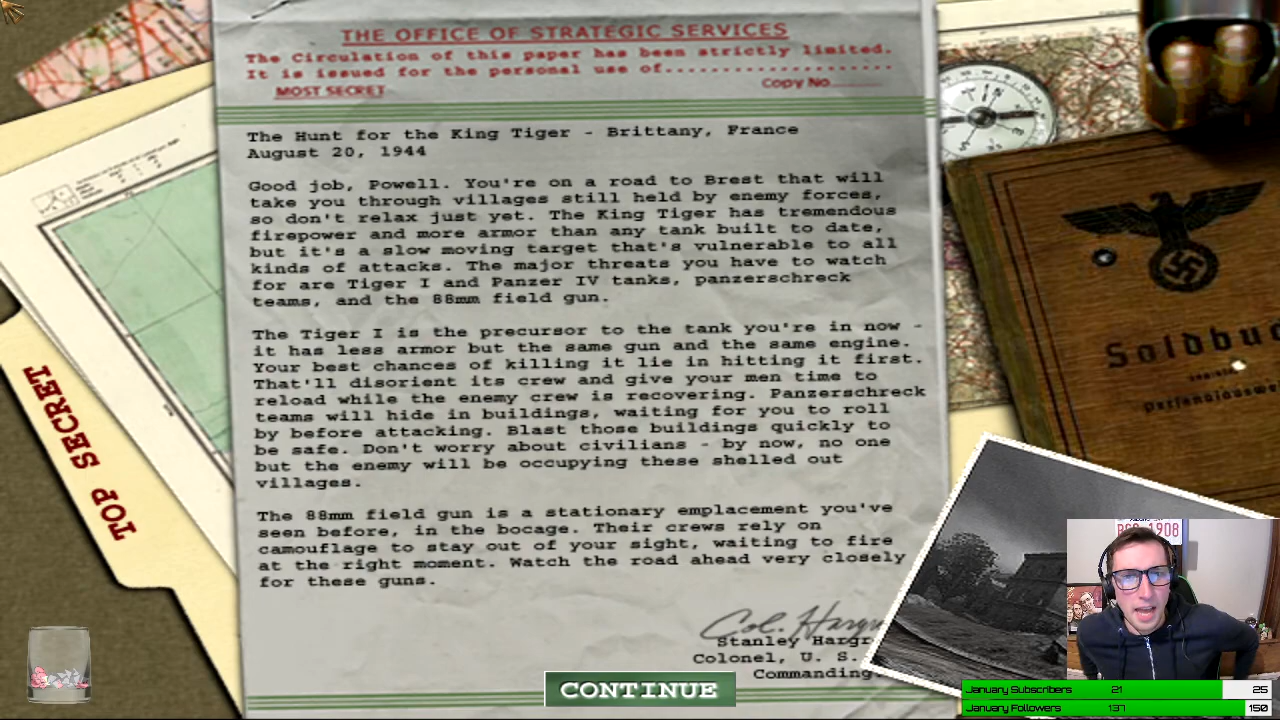 THE OFFICE OF STRATEGIC SERVICES
The Circulation of this paper has been strictly limited.
It is issued for the personal use of....................
MOST SECRET
Copy No.........
The Hunt for the King Tiger - Brittany, France
August 20, 1944
Good job, Powell. You're on a road to Brest that will
take you through villages still held by enemy forces,
so don't relax just yet. The King Tiger has tremendous
firepower and more armor than any tank built to date,
but it's a slow moving target that's vulnerable to all
kinds of attacks. The major threats you have to watch
for are Tiger I and Panzer IV tanks, panzerschreck
teams, and the 88mm field gun.
The Tiger I is the precursor to the tank you're in now -
it has less armor but the same gun and the same engine.
Your best chances of killing it lie in hitting it first.
That'll disorient its crew and give your men time to
reload while the enemy crew is recovering. Panzerschreck
teams will hide in buildings, waiting for you to roll
by before attacking. Blast those buildings quickly to
be safe. Don't worry about civilians - by now, no one
but the enemy will be occupying these shelled out
villages.
The 88mm field gun is a stationary emplacement you've
seen before, in the bocage. Their crews rely on
camouflage to stay out of your sight, waiting to fire
at the right moment. Watch the road ahead very closely
for these guns.
Col. Hargr
Stanley Hargr
Colonel, U. S.
Commanding
CONTINUE
TOP SECRET
Soldbu
1908
January Subscribers 21 25
January Followers 137 150